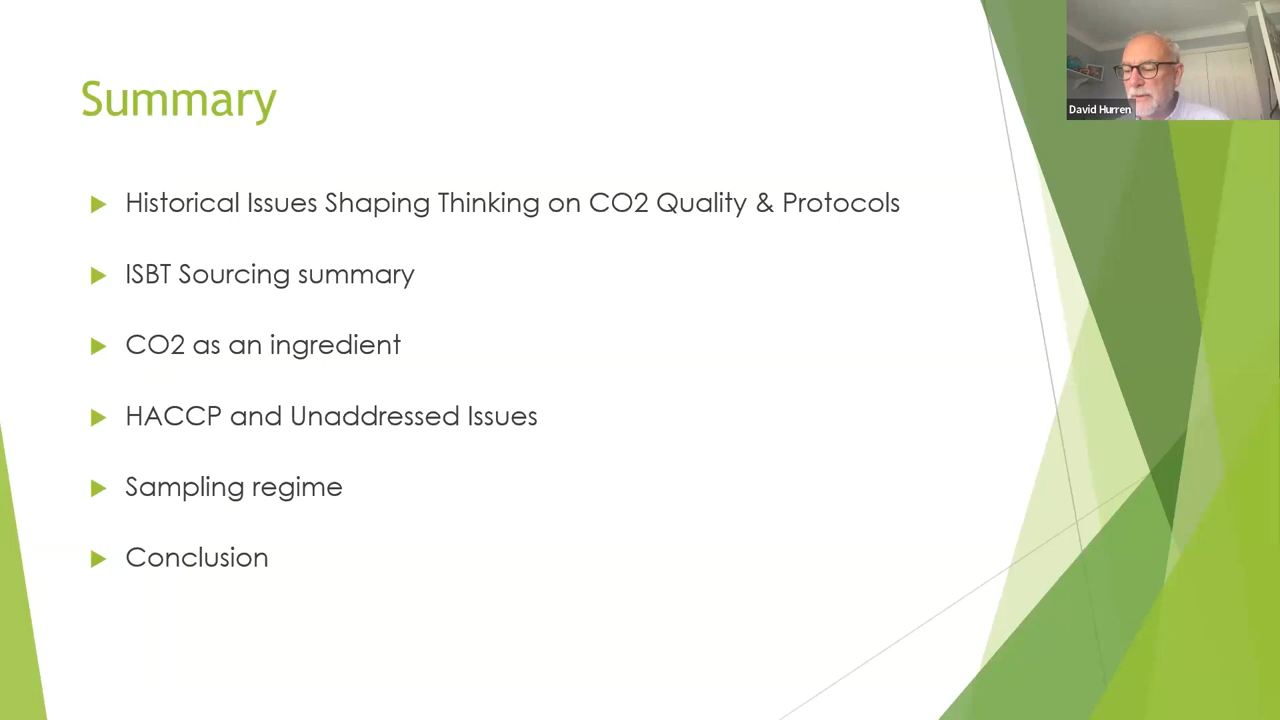 Summary
David Hurren
Historical Issues Shaping Thinking on CO2 Quality & Protocols
ISBT Sourcing summary
CO2 as an ingredient
HACCP and Unaddressed Issues
Sampling regime
Conclusion